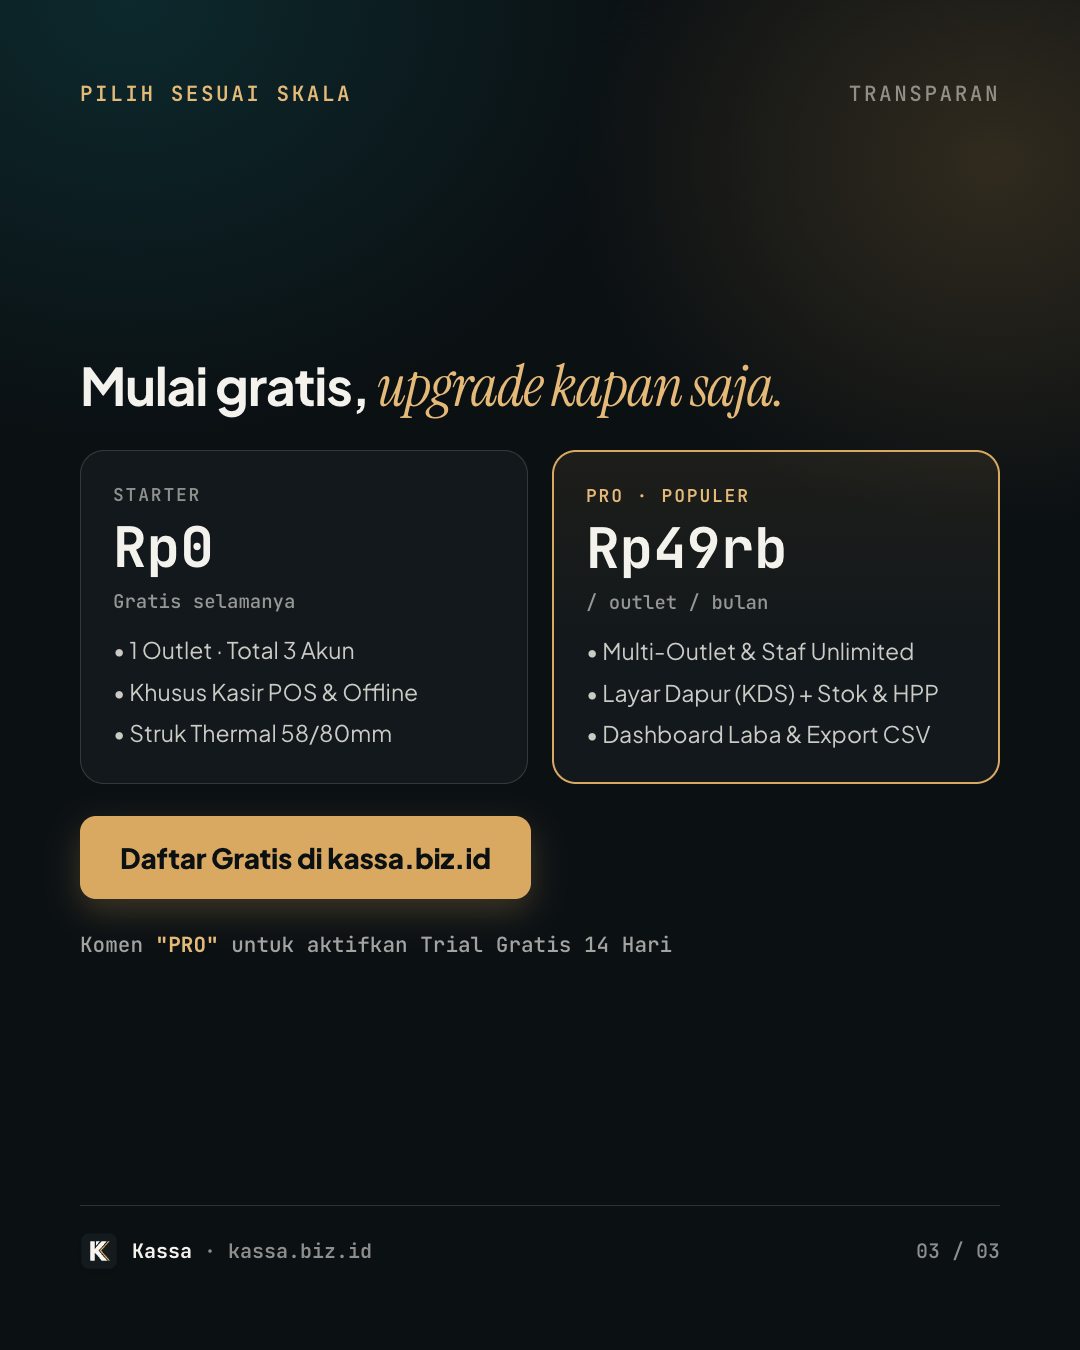 PILIH SESUAI SKALA
TRANSPARAN
Mulai gratis, upgrade kapan saja.
STARTER
Rp0
Gratis selamanya
• 1 Outlet · Total 3 Akun
• Khusus Kasir POS & Offline
• Struk Thermal 58/80mm
PRO · POPULER
Rp49rb
/ outlet / bulan
• Multi-Outlet & Staf Unlimited
• Layar Dapur (KDS) + Stok & HPP
• Dashboard Laba & Export CSV
Daftar Gratis di kassa.biz.id
Komen "PRO" untuk aktifkan Trial Gratis 14 Hari
K Kassa · kassa.biz.id
03 / 03